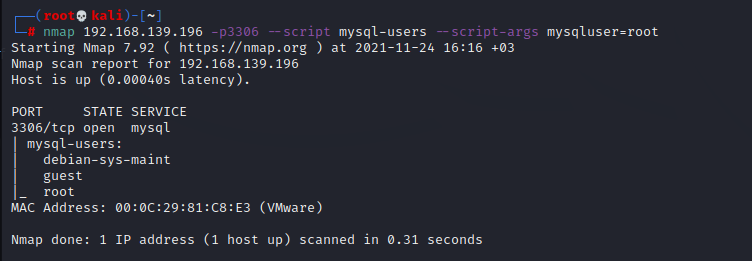 ┌──(root💀kali)-[~]
└─# nmap 192.168.139.196 -p3306 --script mysql-users --script-args mysqluser=root
Starting Nmap 7.92 ( https://nmap.org ) at 2021-11-24 16:16 +03
Nmap scan report for 192.168.139.196
Host is up (0.00040s latency).
PORT     STATE SERVICE
3306/tcp open  mysql
| mysql-users:
|   debian-sys-maint
|   guest
|_  root
MAC Address: 00:0C:29:81:C8:E3 (VMware)
Nmap done: 1 IP address (1 host up) scanned in 0.31 seconds